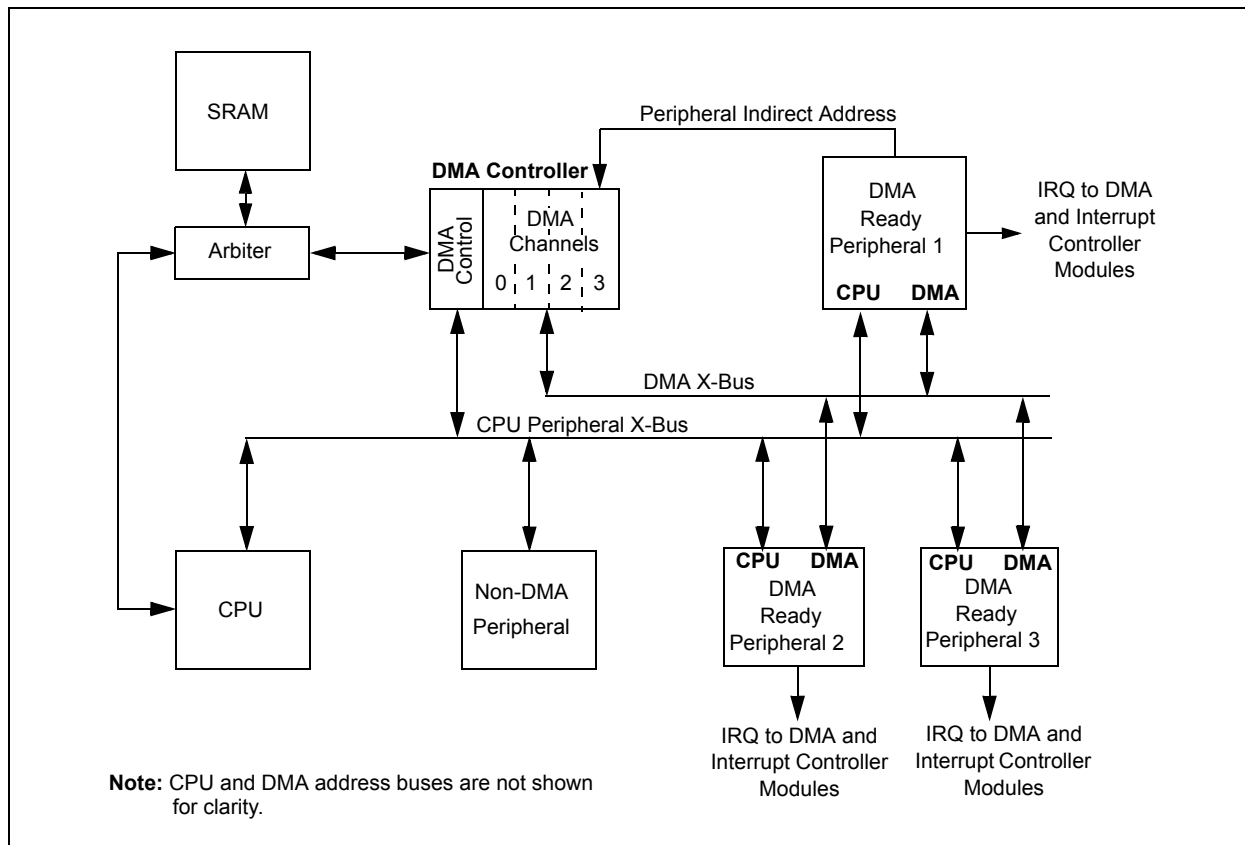 SRAM
Peripheral Indirect Address
DMA Controller
DMA
Control
DMA
Channels
0 1 2 3
DMA
Ready
Peripheral 1
CPU DMA
IRQ to DMA
and Interrupt
Controller
Modules
Arbiter
DMA X-Bus
CPU Peripheral X-Bus
CPU
Non-DMA
Peripheral
CPU DMA
DMA
Ready
Peripheral 2
CPU DMA
DMA
Ready
Peripheral 3
IRQ to DMA and
Interrupt Controller
Modules
IRQ to DMA and
Interrupt Controller
Modules
Note: CPU and DMA address buses are not shown
for clarity.